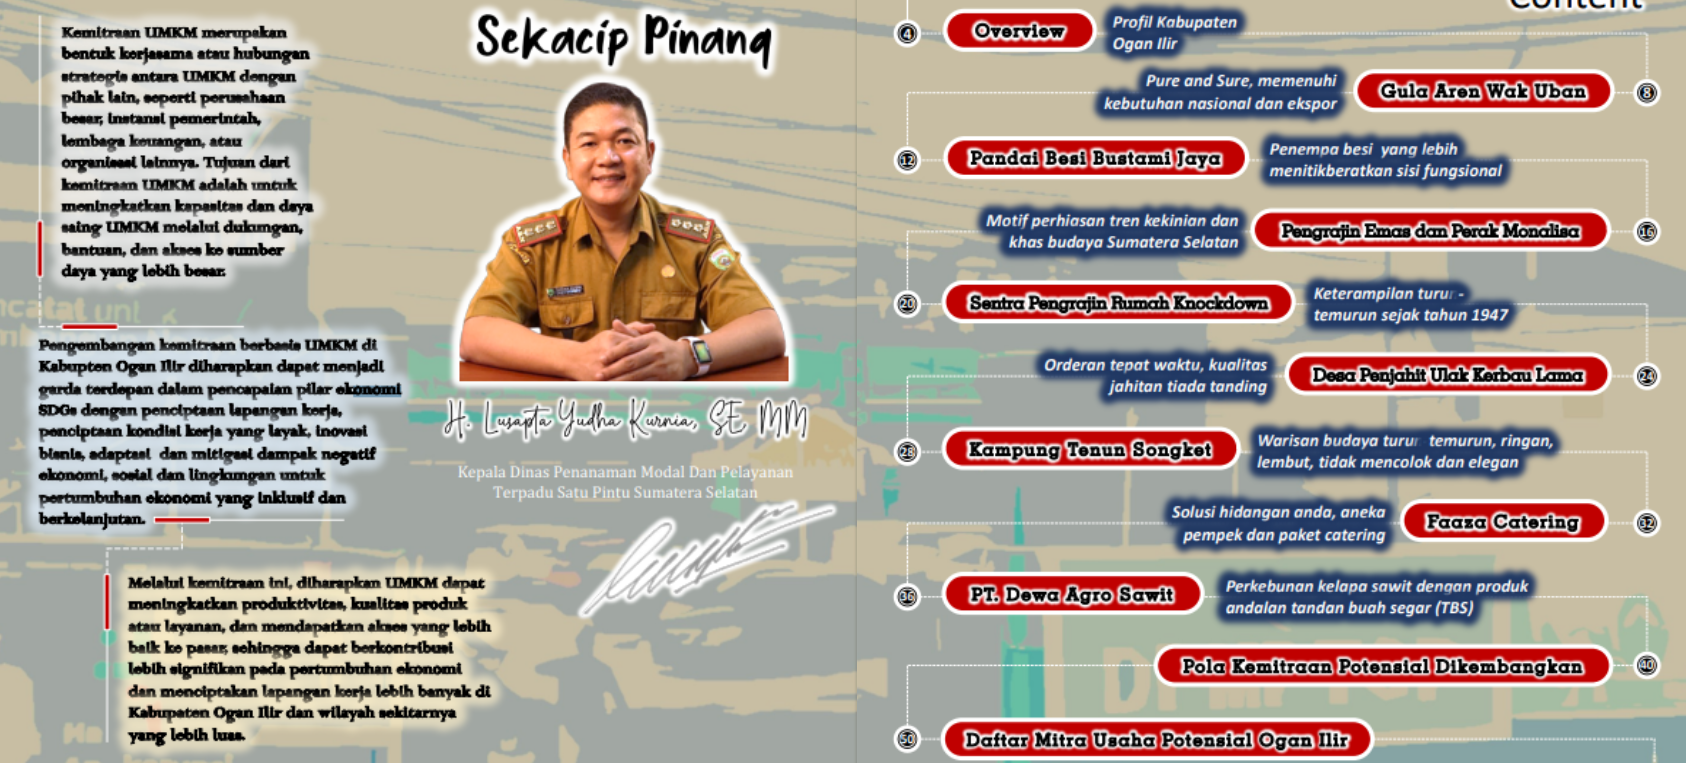 Kemitraan UMKM merupakan
bentuk kerjasama atau hubungan
strategis antara UMKM dengan
pihak lain, seperti perusahaan
besar, instansi pemerintah,
lembaga keuangan, atau
organisasi lainnya. Tujuan dari
kemitraan UMKM adalah untuk
meningkatkan kapasitas dan daya
saing UMKM melalui dukungan,
bantuan, dan akses ke sumber
daya yang lebih besar.
Pengembangan kemitraan berbasis UMKM di
Kabupten Ogan Ilir diharapkan dapat menjadi
garda terdepan dalam pencapaian pilar ekonomi
SDGs dengan penciptaan lapangan kerja,
penciptaan kondisi kerja yang layak, inovasi
bisnis, adaptasi dan mitigasi dampak negatif
ekonomi, sosial dan lingkungan untuk
pertumbuhan ekonomi yang inklusif dan
berkelanjutan.
Melalui kemitraan ini, diharapkan UMKM dapat
meningkatkan produktivitas, kualitas produk
atau layanan, dan mendapatkan akses yang lebih
baik ke pasar, sehingga dapat berkontribusi
lebih signifikan pada pertumbuhan ekonomi
dan menciptakan lapangan kerja lebih banyak di
Kabupaten Ogan Ilir dan wilayah sekitarnya
yang lebih luas.
Sekacip Pinang
H. Lusapta Yudha Kurnia, SE MM
Kepala Dinas Penanaman Modal Dan Pelayanan
Terpadu Satu Pintu Sumatera Selatan
Content
4 Overview
Profil Kabupaten
Ogan Ilir
Pure and Sure, memenuhi
kebutuhan nasional dan ekspor
Gula Aren Wak Uban 8
12 Pandai Besi Bustami Jaya
Penempa besi yang lebih
menitikberatkan sisi fungsional
Motif perhiasan tren kekinian dan
khas budaya Sumatera Selatan
Pengrajin Emas dan Perak Monalisa 16
20 Sentra Pengrajin Rumah Knockdown
Keterampilan turun -
temurun sejak tahun 1947
Orderan tepat waktu, kualitas
jahitan tiada tanding
Desa Penjahit Ulak Kerbau Lama 24
28 Kampung Tenun Songket
Warisan budaya turun temurun, ringan,
lembut, tidak mencolok dan elegan
Solusi hidangan anda, aneka
pempek dan paket catering
Faaza Catering 32
36 PT. Dewa Agro Sawit
Perkebunan kelapa sawit dengan produk
andalan tandan buah segar (TBS)
Pola Kemitraan Potensial Dikembangkan 40
50 Daftar Mitra Usaha Potensial Ogan Ilir